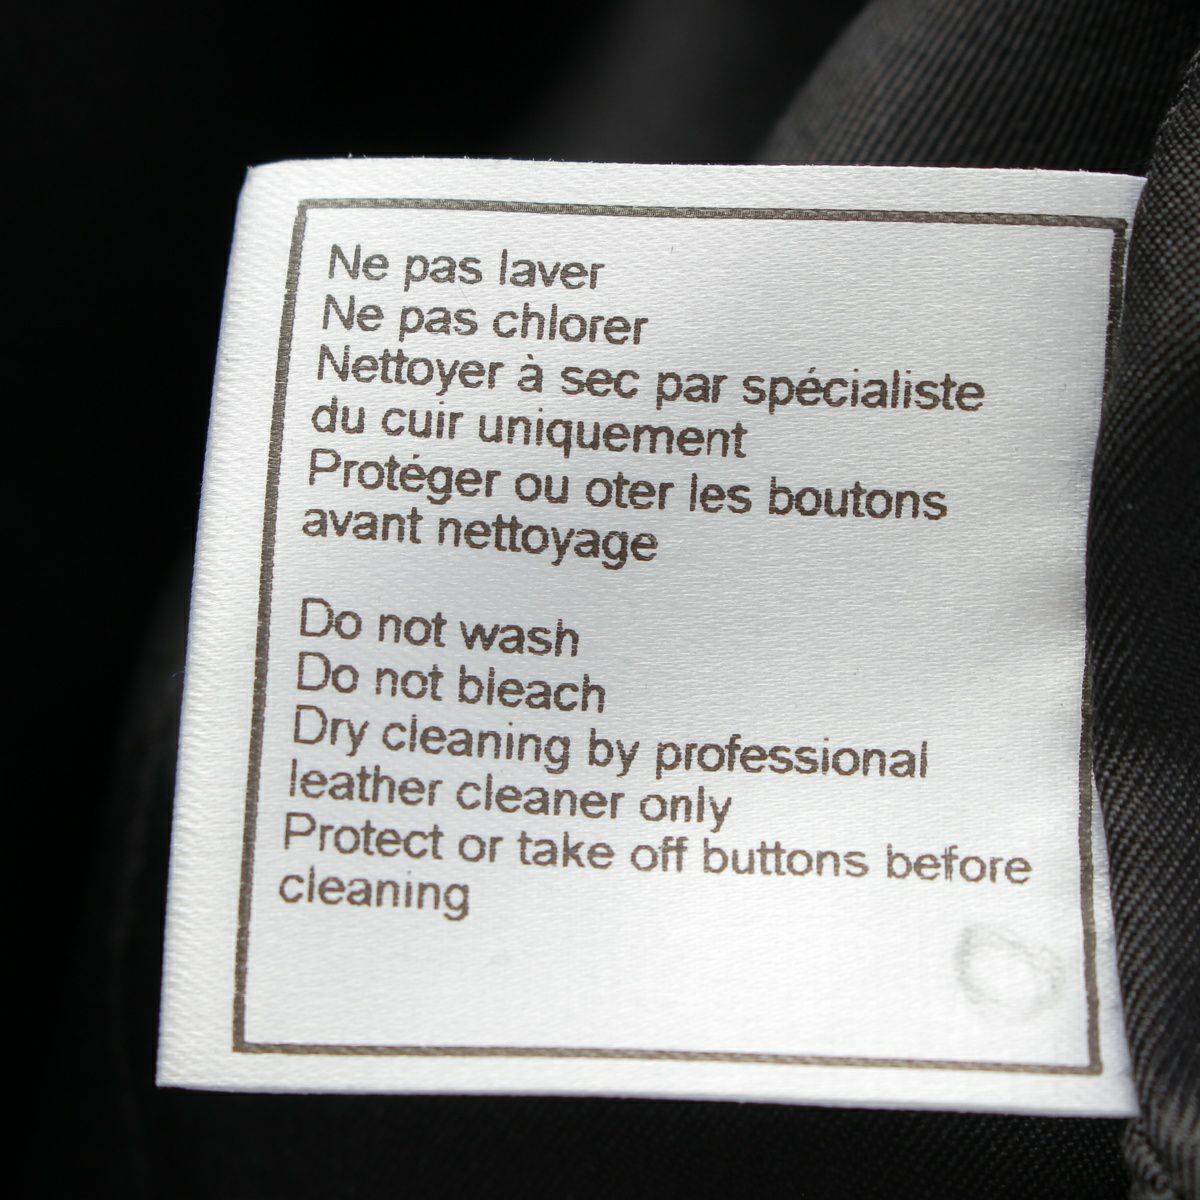 Ne pas laver
Ne pas chlorer
Nettoyer à sec par spécialiste
du cuir uniquement
Protéger ou oter les boutons
avant nettoyage
Do not wash
Do not bleach
Dry cleaning by professional
leather cleaner only
Protect or take off buttons before
cleaning